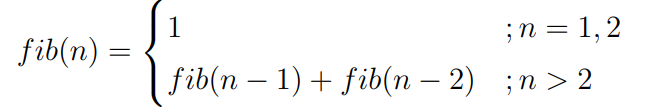 fib(n) = { 1 ; n = 1, 2
fib(n − 1) + fib(n − 2) ; n > 2